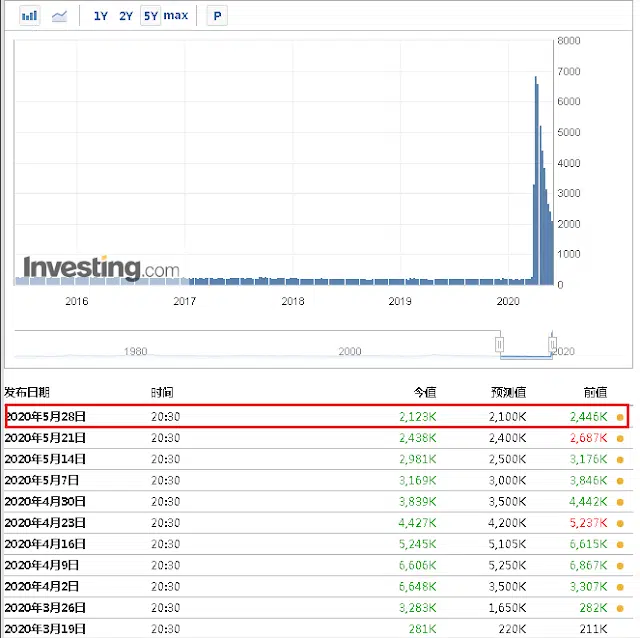 1Y 2Y 5Y max P
8000
7000
6000
5000
4000
3000
2000
1000
0
Investing.com
2016 2017 2018 2019 2020
1980 2000 2020
发布日期 时间 今值 预测值 前值
2020年5月28日 20:30 2,123K 2,100K 2,446K
2020年5月21日 20:30 2,438K 2,400K 2,687K
2020年5月14日 20:30 2,981K 2,500K 3,176K
2020年5月7日 20:30 3,169K 3,000K 3,846K
2020年4月30日 20:30 3,839K 3,500K 4,442K
2020年4月23日 20:30 4,427K 4,200K 5,237K
2020年4月16日 20:30 5,245K 5,105K 6,615K
2020年4月9日 20:30 6,606K 5,250K 6,867K
2020年4月2日 20:30 6,648K 3,500K 3,307K
2020年3月26日 20:30 3,283K 1,650K 282K
2020年3月19日 20:30 281K 220K 211K